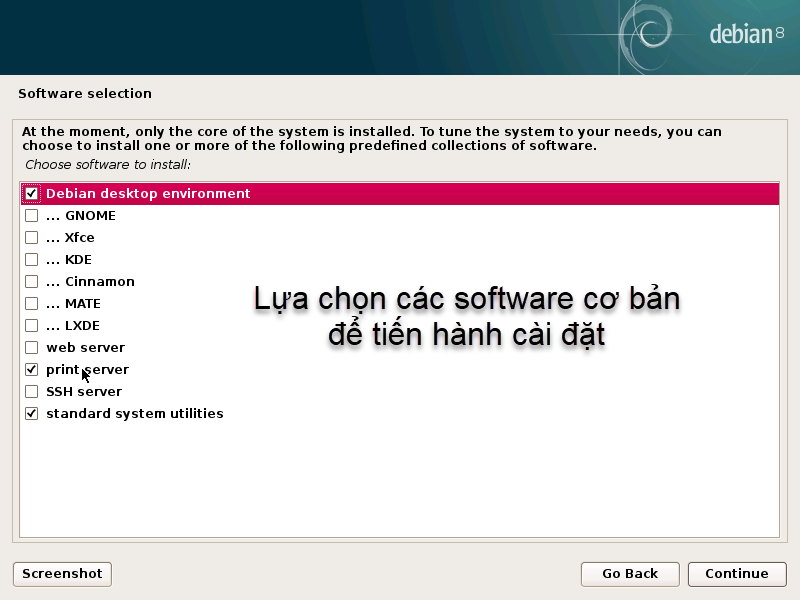 debian 8
Software selection
At the moment, only the core of the system is installed. To tune the system to your needs, you can
choose to install one or more of the following predefined collections of software.
Choose software to install:
Debian desktop environment
... GNOME
... Xfce
... KDE
... Cinnamon
... MATE
... LXDE
web server
print server
SSH server
standard system utilities
Lựa chọn các software cơ bản
để tiến hành cài đặt
Screenshot
Go Back
Continue